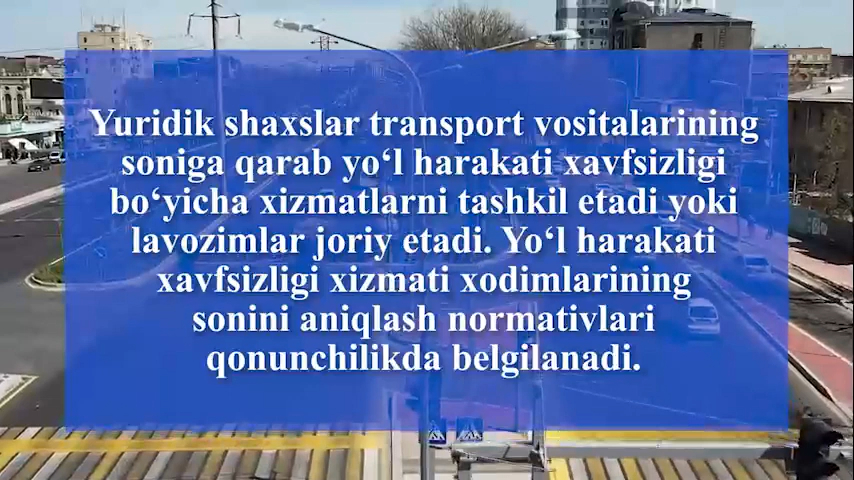 Yuridik shaxslar transport vositalarining
soniga qarab yo‘l harakati xavfsizligi
bo‘yicha xizmatlarni tashkil etadi yoki
lavozimlar joriy etadi. Yo‘l harakati
xavfsizligi xizmati xodimlarining
sonini aniqlash normativlari
qonunchilikda belgilanadi.